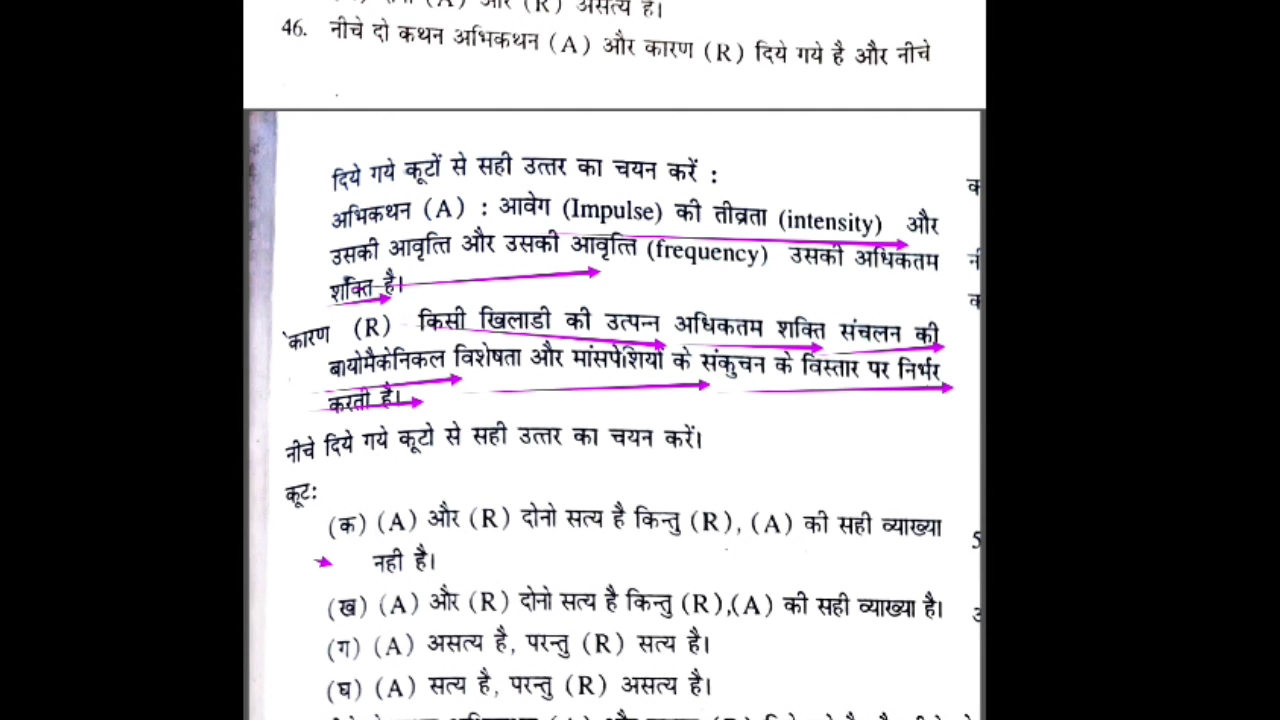 (A) और (R) असत्य है।
46. नीचे दो कथन अभिकथन (A) और कारण (R) दिये गये है और नीचे
दिये गये कूटों से सही उत्तर का चयन करें :
अभिकथन (A) : आवेग (Impulse) की तीव्रता (intensity) और
उसकी आवृत्ति और उसकी आवृत्ति (frequency) उसकी अधिकतम
शक्ति है।
कारण (R) किसी खिलाडी की उत्पन्न अधिकतम शक्ति संचलन की
बायोमैकेनिकल विशेषता और मांसपेशियों के संकुचन के विस्तार पर निर्भर
करती है।
नीचे दिये गये कूटो से सही उत्तर का चयन करें।
कूट:
(क) (A) और (R) दोनो सत्य है किन्तु (R), (A) की सही व्याख्या
नही है।
(ख) (A) और (R) दोनो सत्य है किन्तु (R),(A) की सही व्याख्या है।
(ग) (A) असत्य है, परन्तु (R) सत्य है।
(घ) (A) सत्य है, परन्तु (R) असत्य है।